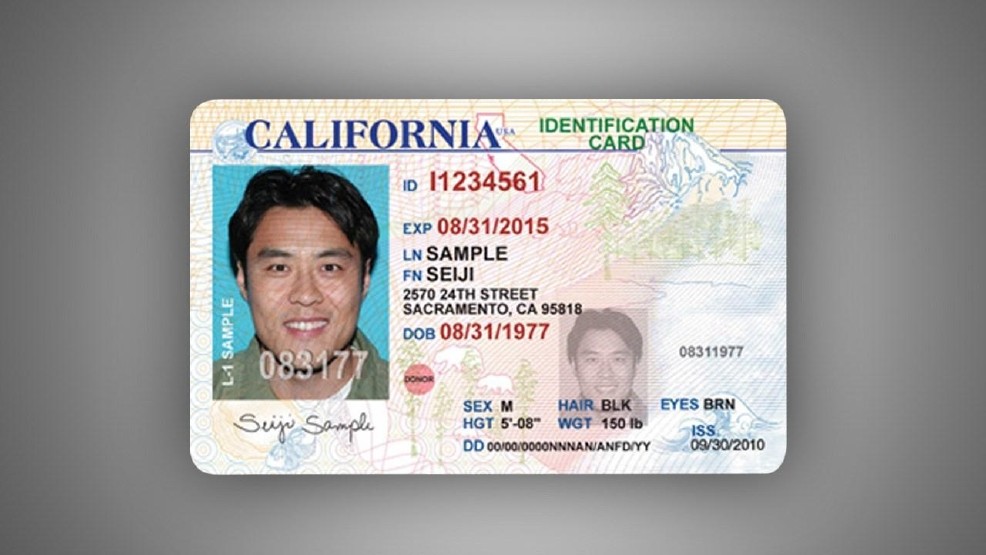 CALIFORNIA USA
IDENTIFICATION
CARD
ID I1234561
EXP 08/31/2015
LN SAMPLE
FN SEIJI
2570 24TH STREET
SACRAMENTO, CA 95818
DOB 08/31/1977
L-1 SAMPLE
083177
08311977
DONOR
SEX M HAIR BLK EYES BRN
HGT 5'-08" WGT 150 lb
ISS.
DD 00/00/0000NNNAN/ANFD/YY 09/30/2010
Seiji Sample